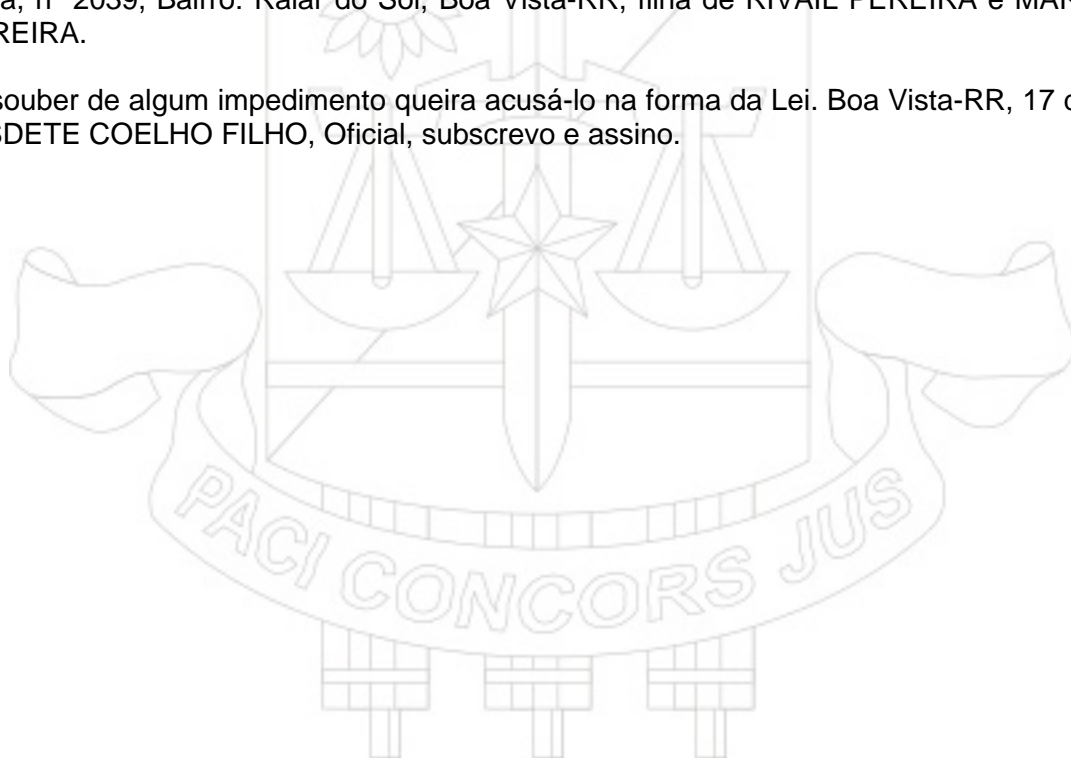 nº 2039, Bairro: Raiar do Sol, Boa Vista-RR, filha de RIVAIL PEREIRA e
REIRA.
souber de algum impedimento queira acusá-lo na forma da Lei. Boa Vista-RR, 17
SDETE COELHO FILHO, Oficial, subscrevo e assino.
PACI CONCORS JUS